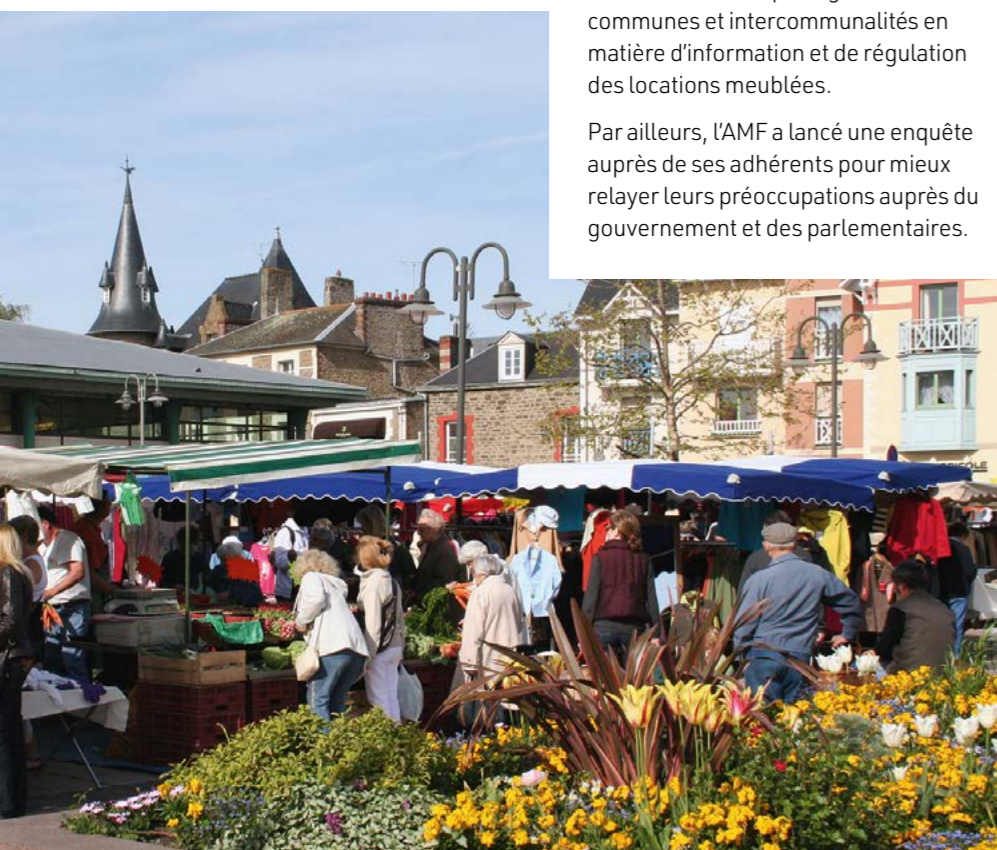 communes et intercommunalités en
matière d'information et de régulation
des locations meublées.
Par ailleurs, l'AMF a lancé une enquête
auprès de ses adhérents pour mieux
relayer leurs préoccupations auprès du
gouvernement et des parlementaires.